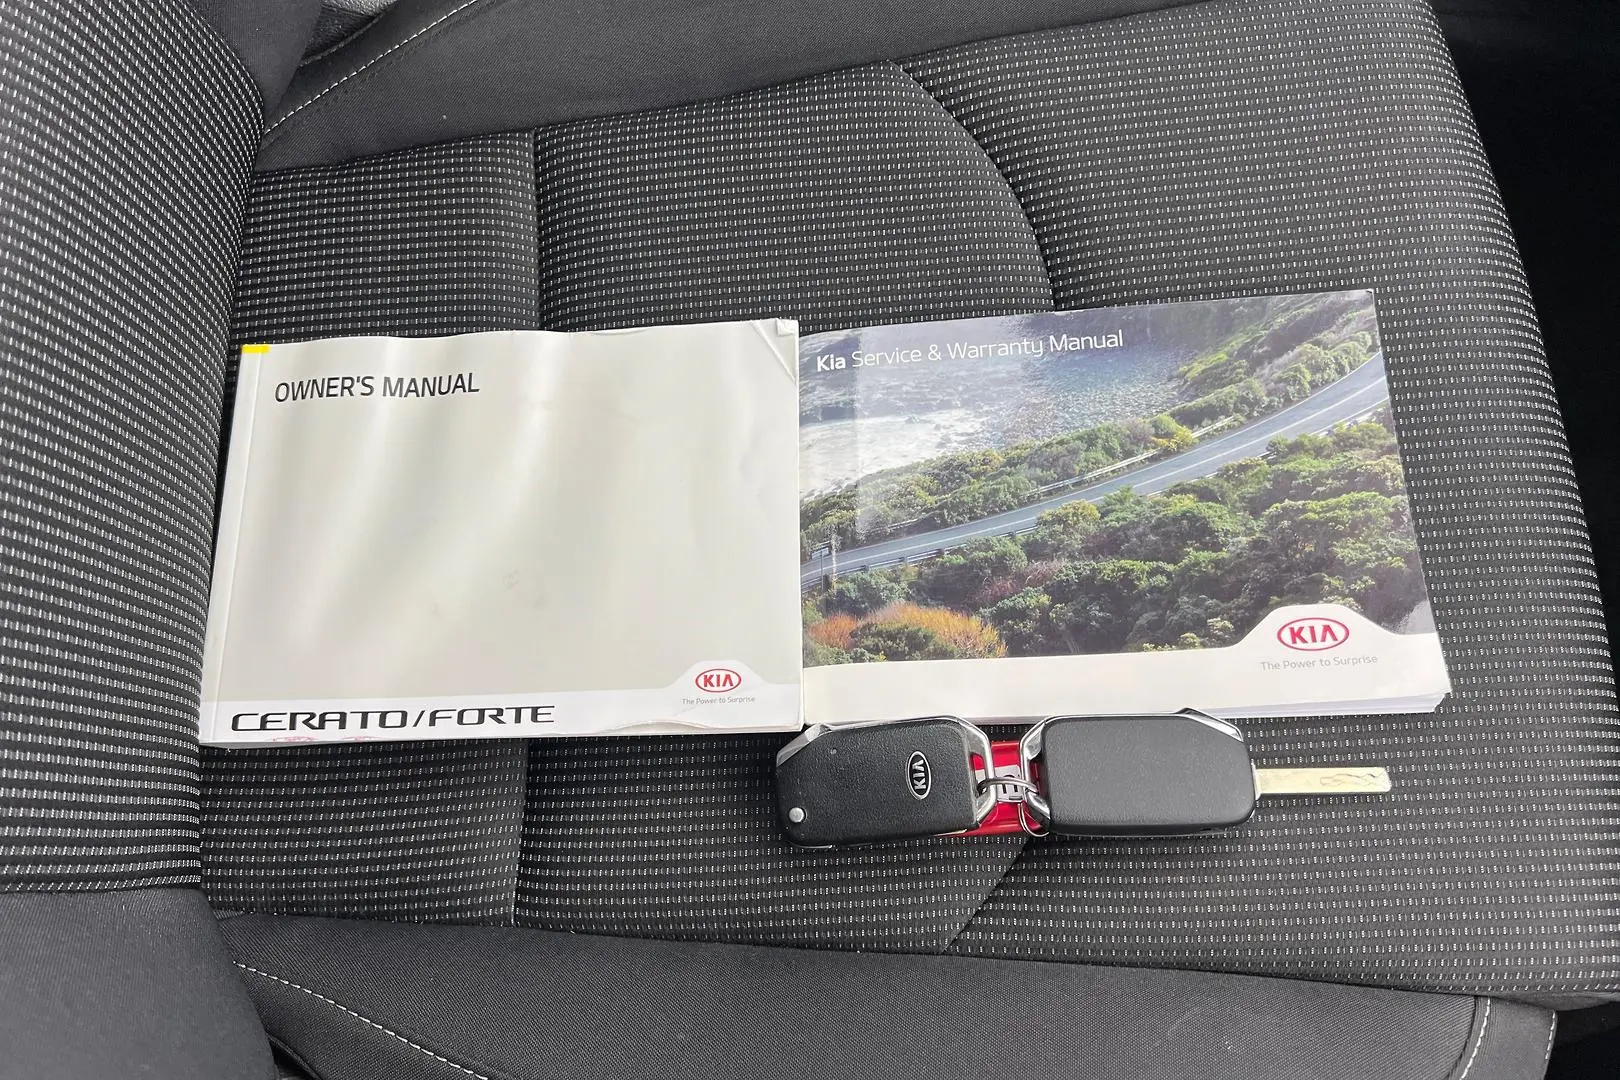 OWNER'S MANUAL
KIA
The Power to Surprise
CERATO/FORTE
Kia Service & Warranty Manual
KIA
The Power to Surprise
KIA